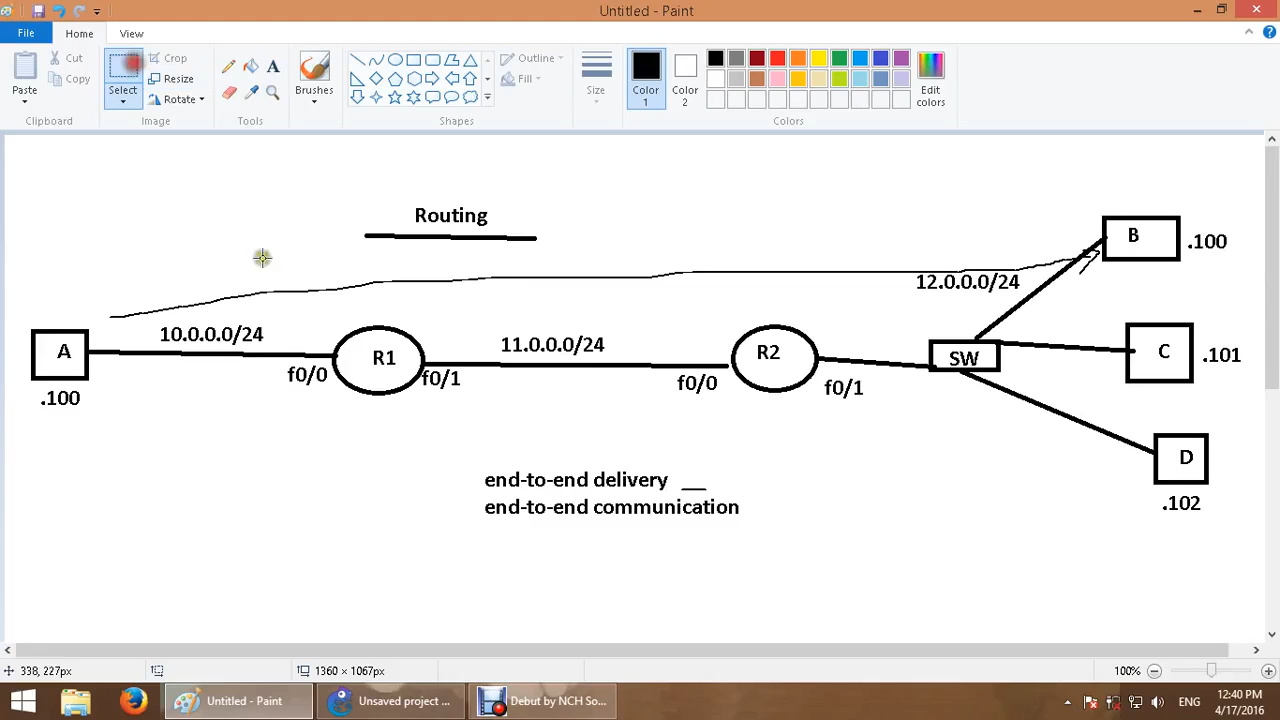 Untitled - Paint
File
Home
View
Paste
Cut
Copy
Clipboard
Select
Crop
Resize
Rotate
Image
A
Tools
Brushes
Outline
Fill
Shapes
Size
Color 1
Color 2
Edit colors
Colors
Routing
B
.100
12.0.0.0/24
10.0.0.0/24
11.0.0.0/24
A
R1
R2
SW
C
.101
f0/0
f0/1
f0/0
f0/1
.100
D
.102
end-to-end delivery
end-to-end communication
338, 227px
1360 × 1067px
100%
Untitled - Paint
Unsaved project ...
Debut by NCH So...
ENG
12:40 PM
4/17/2016